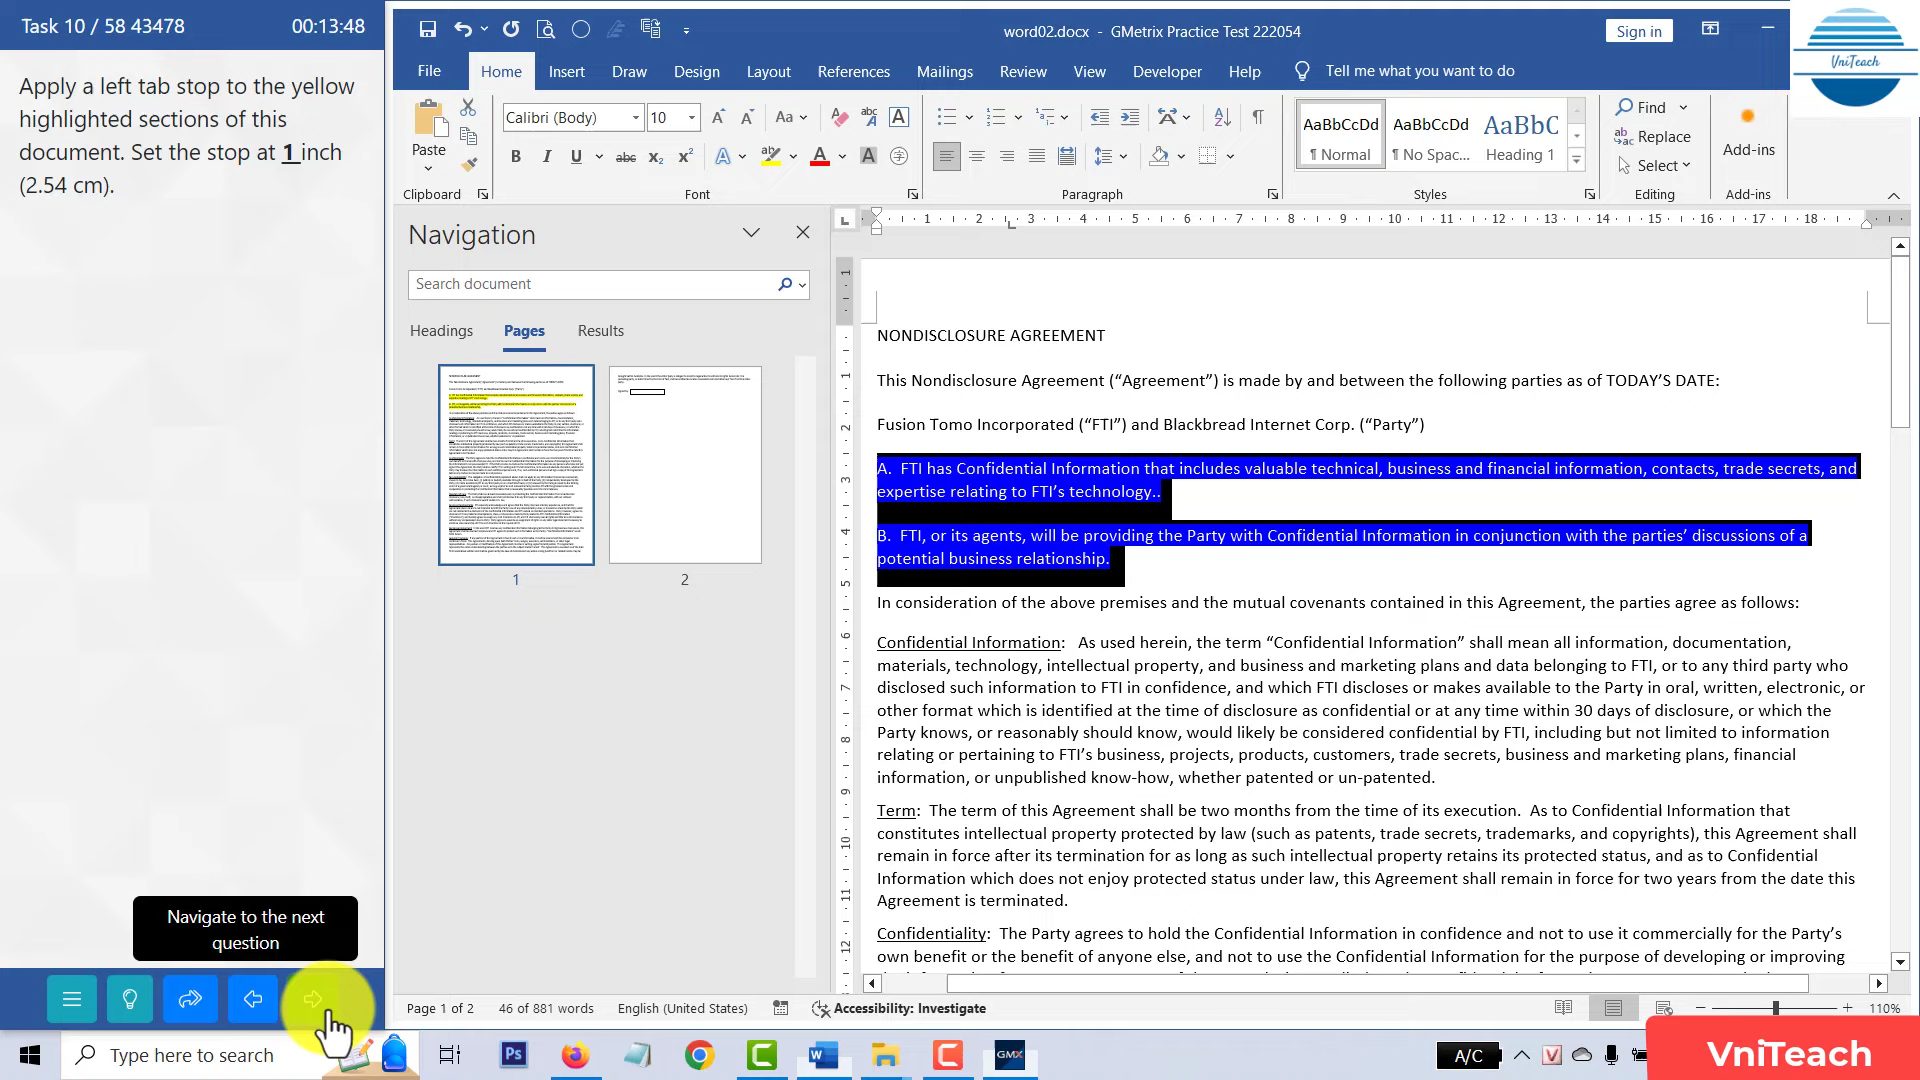 Task 10 / 58 43478
00:13:48
word02.docx - GMetrix Practice Test 222054
Sign in
UniTeach
Apply a left tab stop to the yellow
highlighted sections of this
document. Set the stop at 1 inch
(2.54 cm).
File
Home
Insert
Draw
Design
Layout
References
Mailings
Review
View
Developer
Help
Tell me what you want to do
Paste
Clipboard
Calibri (Body)
10
Font
Paragraph
AaBbCcDd
¶ Normal
AaBbCcDd
¶ No Spac...
AaBbC
Heading 1
Styles
Find
Replace
Select
Editing
Add-ins
Add-ins
Navigation
Search document
Headings
Pages
Results
1
2
NONDISCLOSURE AGREEMENT
This Nondisclosure Agreement (“Agreement”) is made by and between the following parties as of TODAY’S DATE:
Fusion Tomo Incorporated (“FTI”) and Blackbread Internet Corp. (“Party”)
A. FTI has Confidential Information that includes valuable technical, business and financial information, contacts, trade secrets, and
expertise relating to FTI’s technology..
B. FTI, or its agents, will be providing the Party with Confidential Information in conjunction with the parties’ discussions of a
potential business relationship.
In consideration of the above premises and the mutual covenants contained in this Agreement, the parties agree as follows:
Confidential Information: As used herein, the term “Confidential Information” shall mean all information, documentation,
materials, technology, intellectual property, and business and marketing plans and data belonging to FTI, or to any third party who
disclosed such information to FTI in confidence, and which FTI discloses or makes available to the Party in oral, written, electronic, or
other format which is identified at the time of disclosure as confidential or at any time within 30 days of disclosure, or which the
Party knows, or reasonably should know, would likely be considered confidential by FTI, including but not limited to information
relating or pertaining to FTI’s business, projects, products, customers, trade secrets, business and marketing plans, financial
information, or unpublished know-how, whether patented or un-patented.
Term: The term of this Agreement shall be two months from the time of its execution. As to Confidential Information that
constitutes intellectual property protected by law (such as patents, trade secrets, trademarks, and copyrights), this Agreement shall
remain in force after its termination for as long as such intellectual property retains its protected status, and as to Confidential
Information which does not enjoy protected status under law, this Agreement shall remain in force for two years from the date this
Agreement is terminated.
Confidentiality: The Party agrees to hold the Confidential Information in confidence and not to use it commercially for the Party’s
own benefit or the benefit of anyone else, and not to use the Confidential Information for the purpose of developing or improving
Navigate to the next
question
Page 1 of 2
46 of 881 words
English (United States)
Accessibility: Investigate
110%
Type here to search
A/C
VniTeach